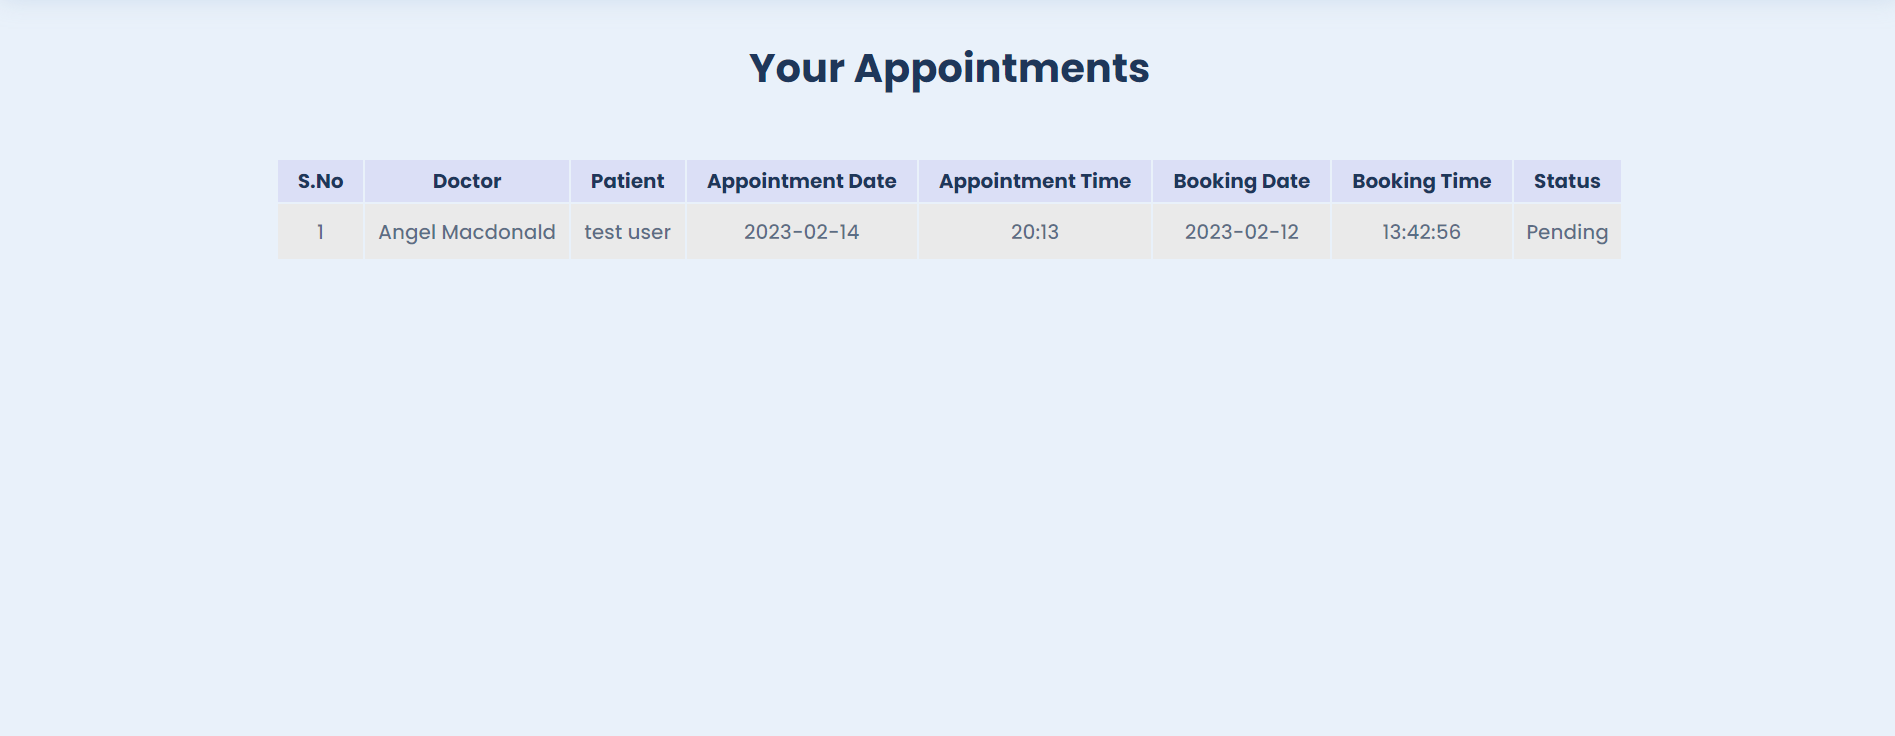 Your Appointments
S.No Doctor Patient Appointment Date Appointment Time Booking Date Booking Time Status
1 Angel Macdonald test user 2023-02-14 20:13 2023-02-12 13:42:56 Pending